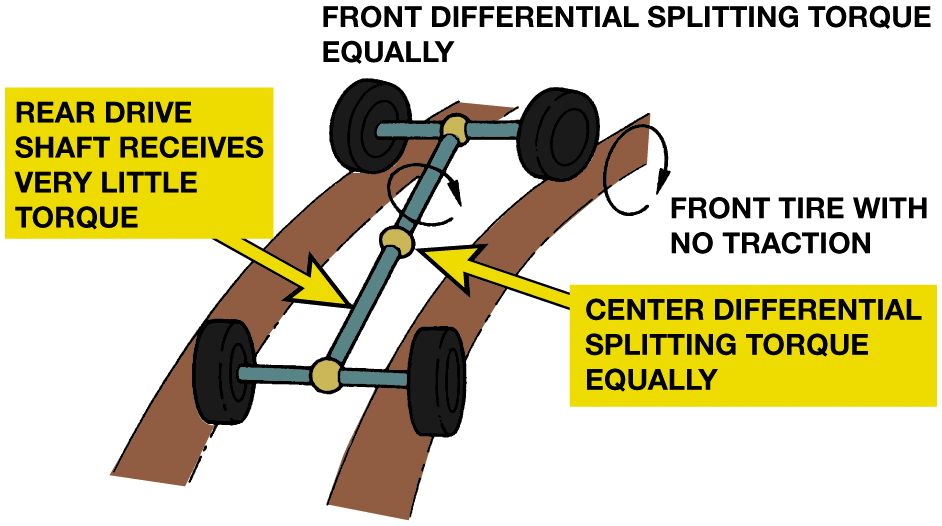 FRONT DIFFERENTIAL SPLITTING TORQUE
EQUALLY
REAR DRIVE
SHAFT RECEIVES
VERY LITTLE
TORQUE
FRONT TIRE WITH
NO TRACTION
CENTER DIFFERENTIAL
SPLITTING TORQUE
EQUALLY